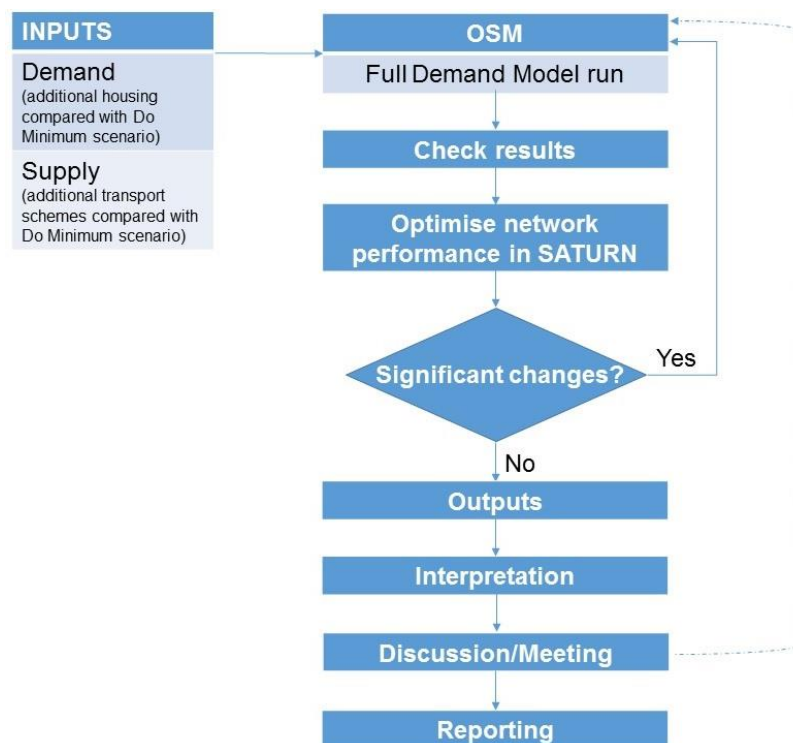 INPUTS
Demand
(additional housing
compared with Do
Minimum scenario)
Supply
(additional transport
schemes compared with
Do Minimum scenario)
OSM
Full Demand Model run
Check results
Optimise network
performance in SATURN
Significant changes?
Yes
No
Outputs
Interpretation
Discussion/Meeting
Reporting